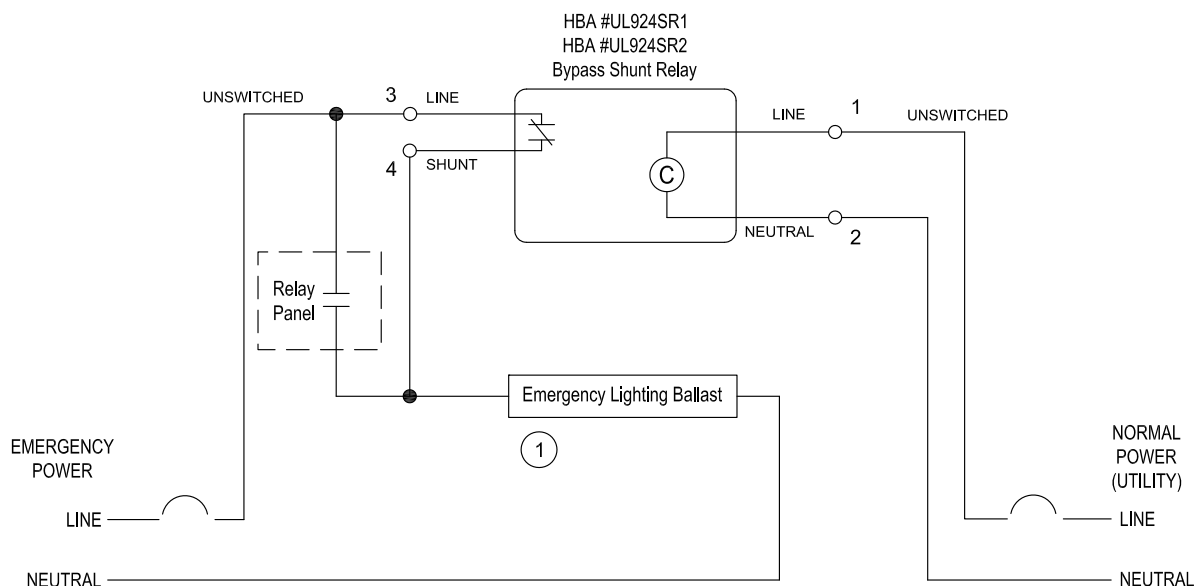 HBA #UL924SR1
HBA #UL924SR2
Bypass Shunt Relay
UNSWITCHED
3
LINE
4
SHUNT
LINE
1
UNSWITCHED
C
NEUTRAL
2
Relay
Panel
Emergency Lighting Ballast
1
EMERGENCY
POWER
LINE
NEUTRAL
NORMAL
POWER
(UTILITY)
LINE
NEUTRAL